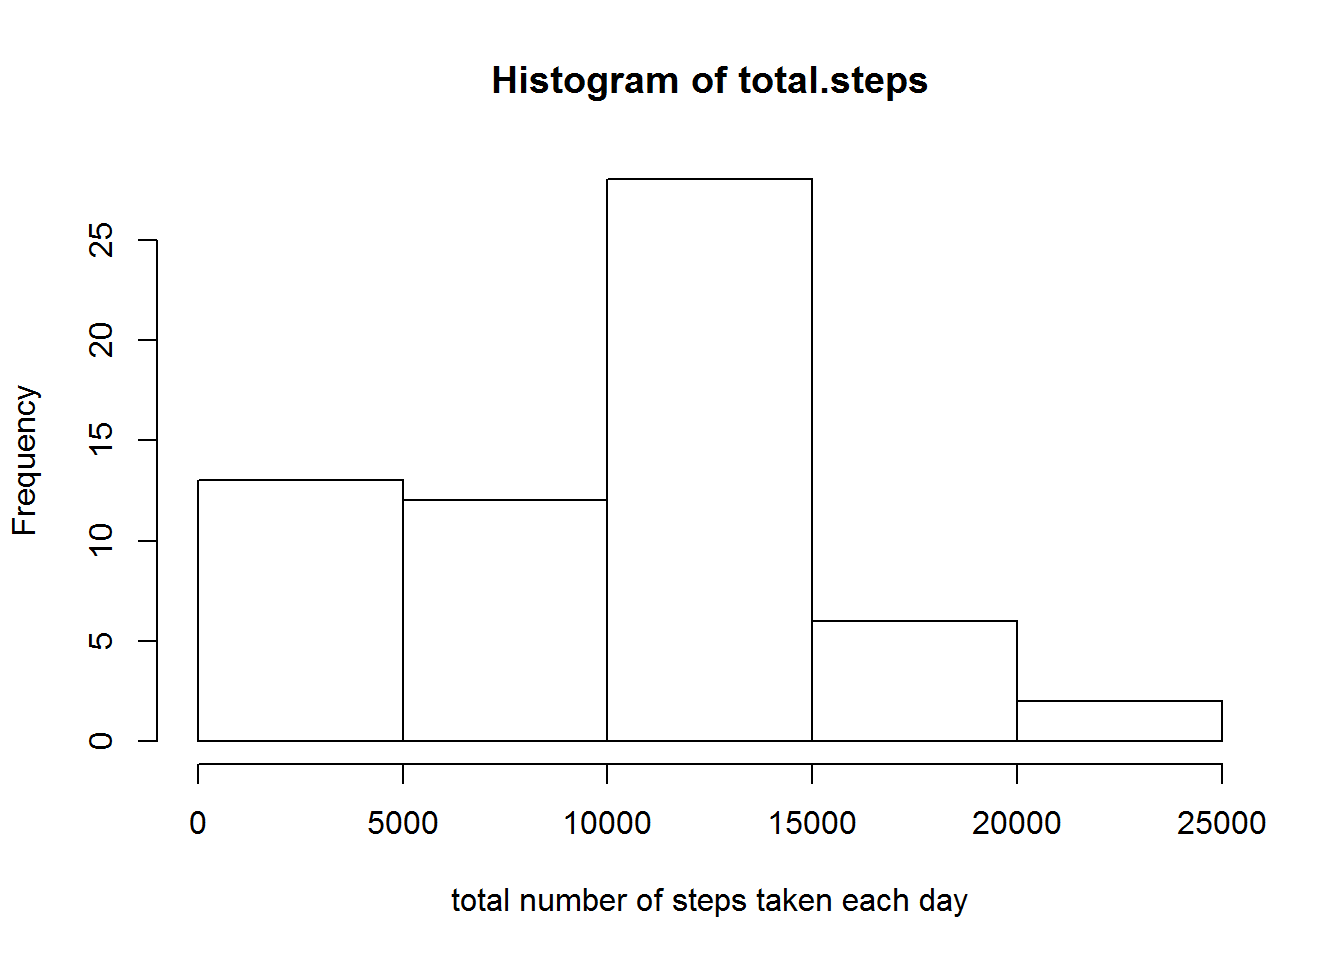 Histogram of total.steps
Frequency
25
20
15
10
5
0
0 5000 10000 15000 20000 25000
total number of steps taken each day